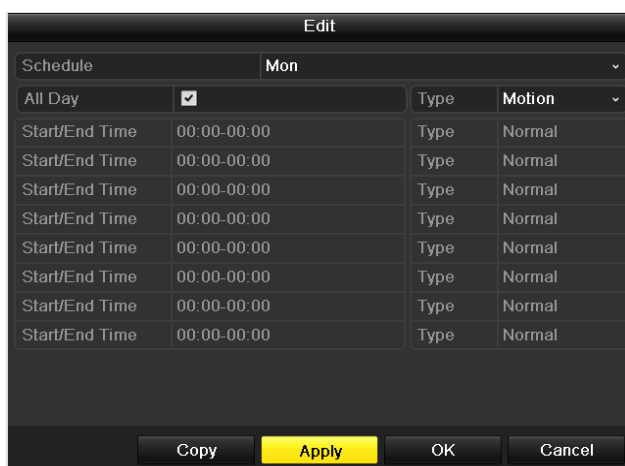 Edit
Schedule Mon
All Day Type Motion
Start/End Time 00:00-00:00 Type Normal
Start/End Time 00:00-00:00 Type Normal
Start/End Time 00:00-00:00 Type Normal
Start/End Time 00:00-00:00 Type Normal
Start/End Time 00:00-00:00 Type Normal
Start/End Time 00:00-00:00 Type Normal
Start/End Time 00:00-00:00 Type Normal
Start/End Time 00:00-00:00 Type Normal
Copy Apply OK Cancel